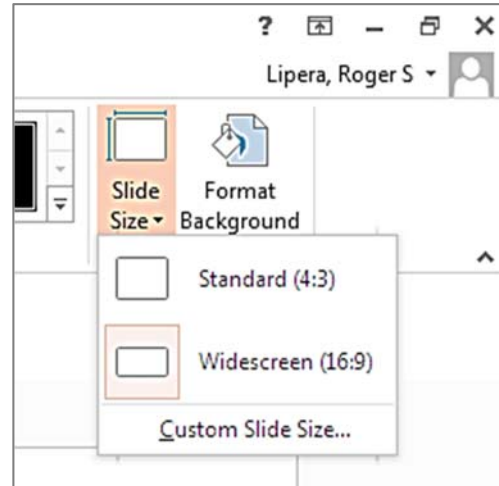 ?
Lipera, Roger S
Slide
Size
Format
Background
Standard (4:3)
Widescreen (16:9)
Custom Slide Size...